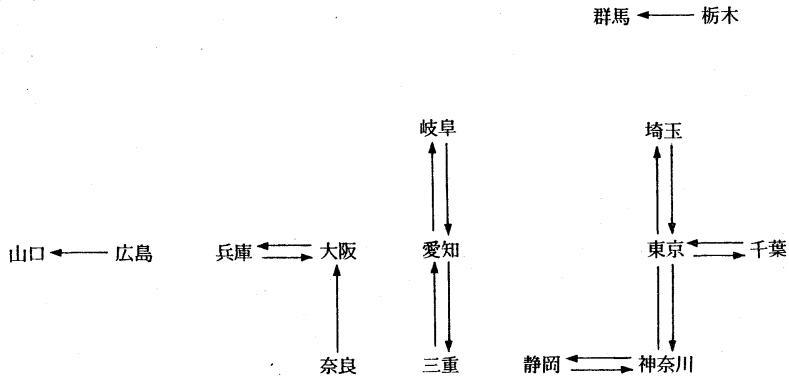 群馬 栃木
岐阜 埼玉
山口 広島 兵庫 大阪 愛知 東京 千葉
奈良 三重 静岡 神奈川